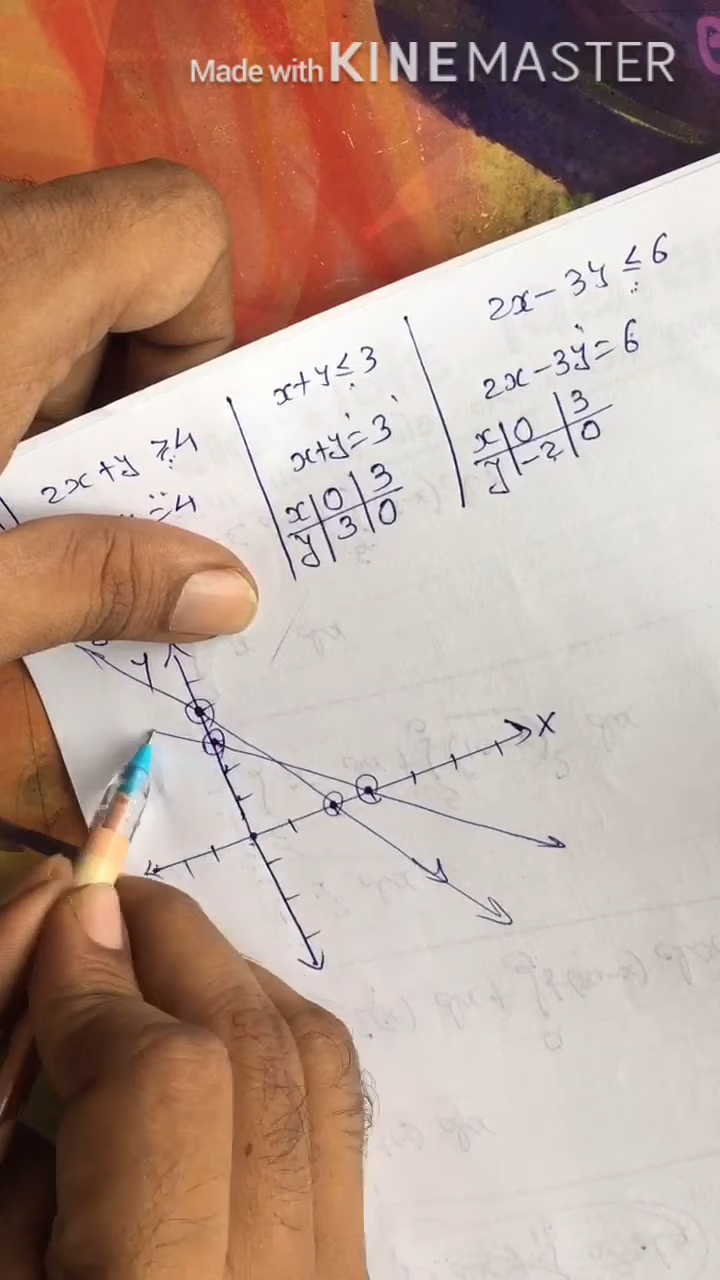 Made with KINEMASTER
2x+y ≥4
=4
x+y≤3
x+y=3
x|0|3
y|3|0
2x-3y≤6
2x-3y=6
x|0|3
y|-2|0
Y
X